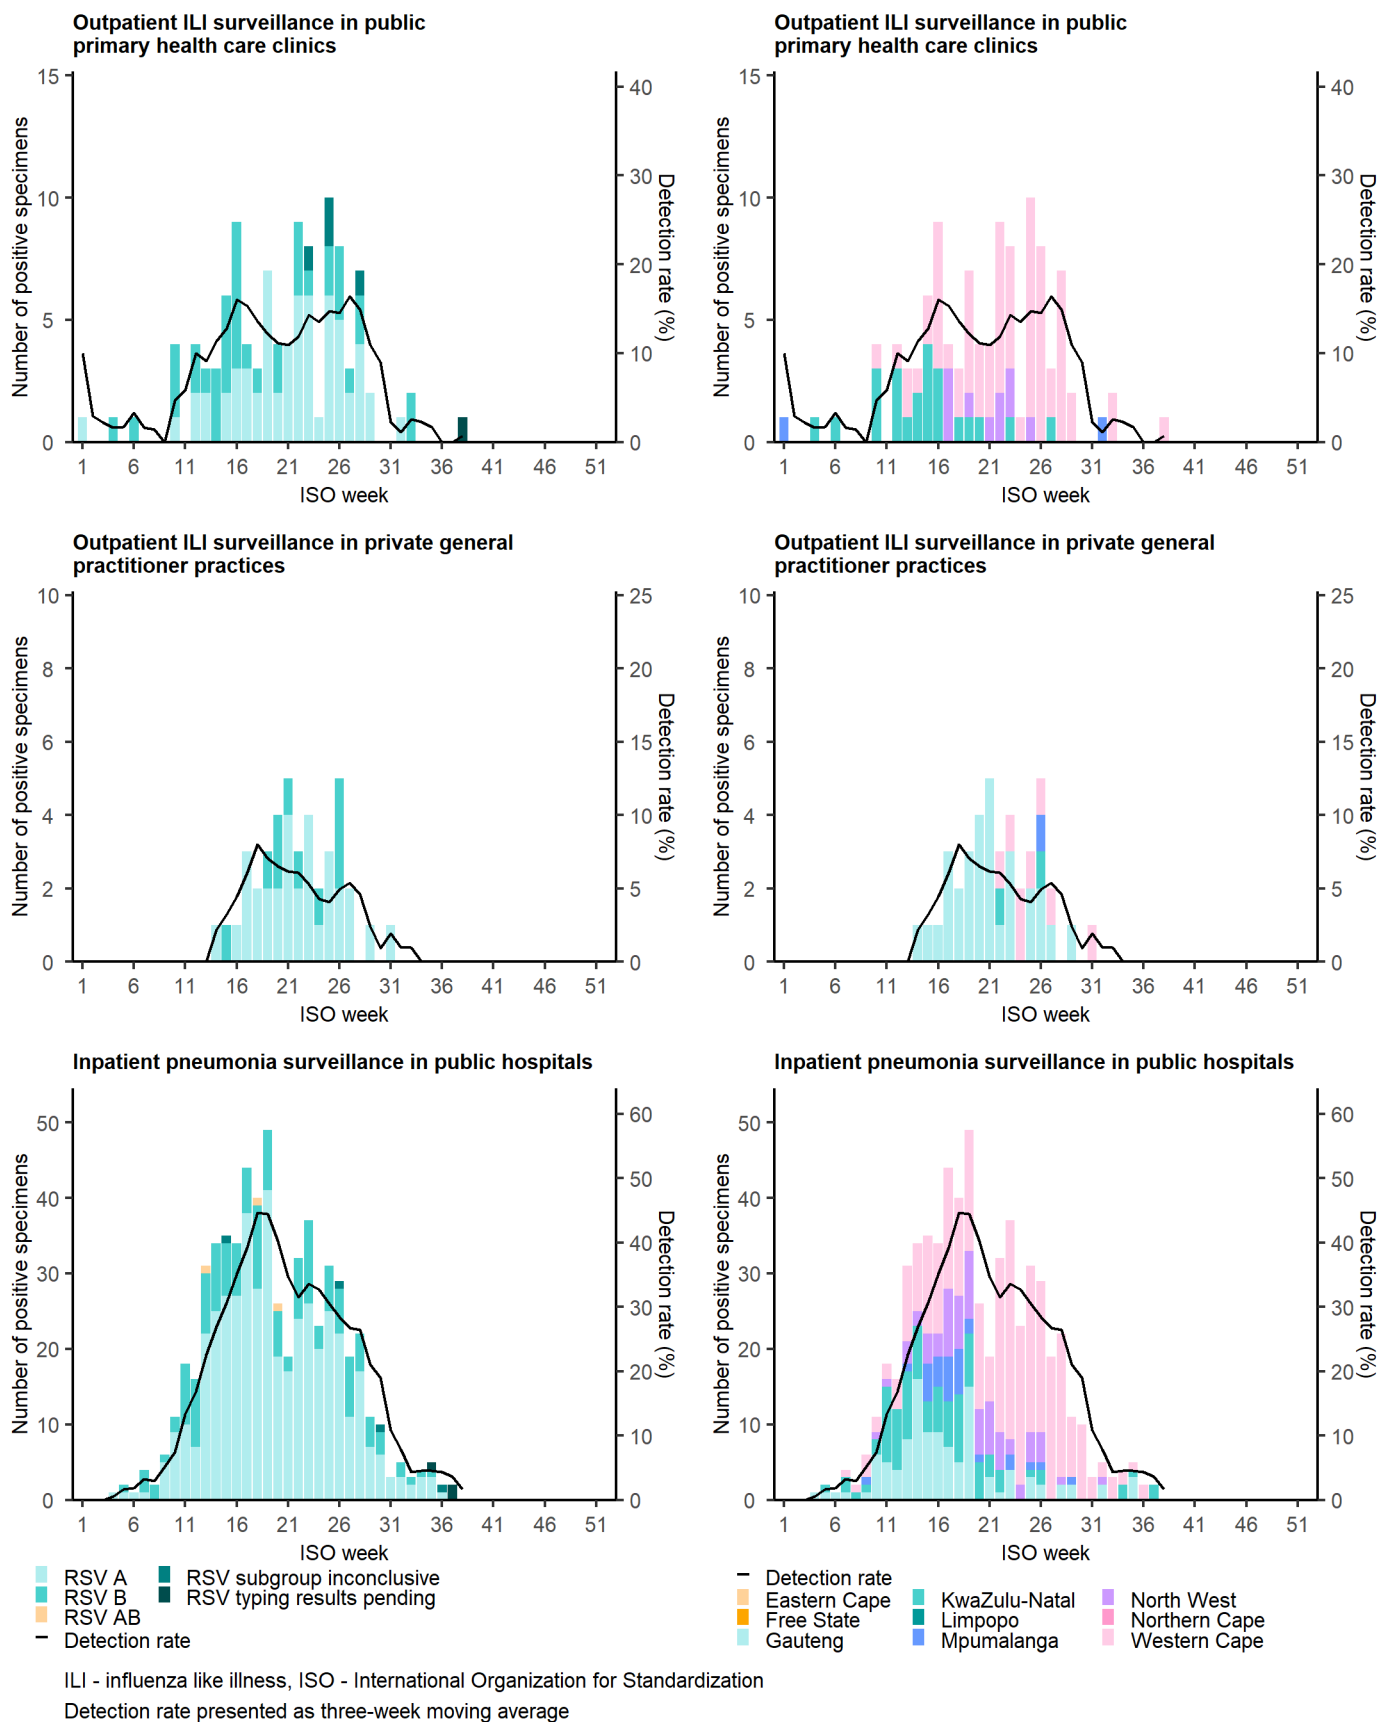 Outpatient ILI surveillance in public
primary health care clinics
Number of positive specimens
15
10
5
0
40
30
20
10
0
Detection rate (%)
1 6 11 16 21 26 31 36 41 46 51
ISO week
Outpatient ILI surveillance in public
primary health care clinics
Number of positive specimens
15
10
5
0
40
30
20
10
0
Detection rate (%)
1 6 11 16 21 26 31 36 41 46 51
ISO week
Outpatient ILI surveillance in private general
practitioner practices
Number of positive specimens
10
8
6
4
2
0
25
20
15
10
5
0
Detection rate (%)
1 6 11 16 21 26 31 36 41 46 51
ISO week
Outpatient ILI surveillance in private general
practitioner practices
Number of positive specimens
10
8
6
4
2
0
25
20
15
10
5
0
Detection rate (%)
1 6 11 16 21 26 31 36 41 46 51
ISO week
Inpatient pneumonia surveillance in public hospitals
Number of positive specimens
50
40
30
20
10
0
60
50
40
30
20
10
0
Detection rate (%)
1 6 11 16 21 26 31 36 41 46 51
ISO week
Inpatient pneumonia surveillance in public hospitals
Number of positive specimens
50
40
30
20
10
0
60
50
40
30
20
10
0
Detection rate (%)
1 6 11 16 21 26 31 36 41 46 51
ISO week
RSV A
RSV B
RSV AB
Detection rate
RSV subgroup inconclusive
RSV typing results pending
Detection rate
Eastern Cape
Free State
Gauteng
KwaZulu-Natal
Limpopo
Mpumalanga
North West
Northern Cape
Western Cape
ILI - influenza like illness, ISO - International Organization for Standardization
Detection rate presented as three-week moving average